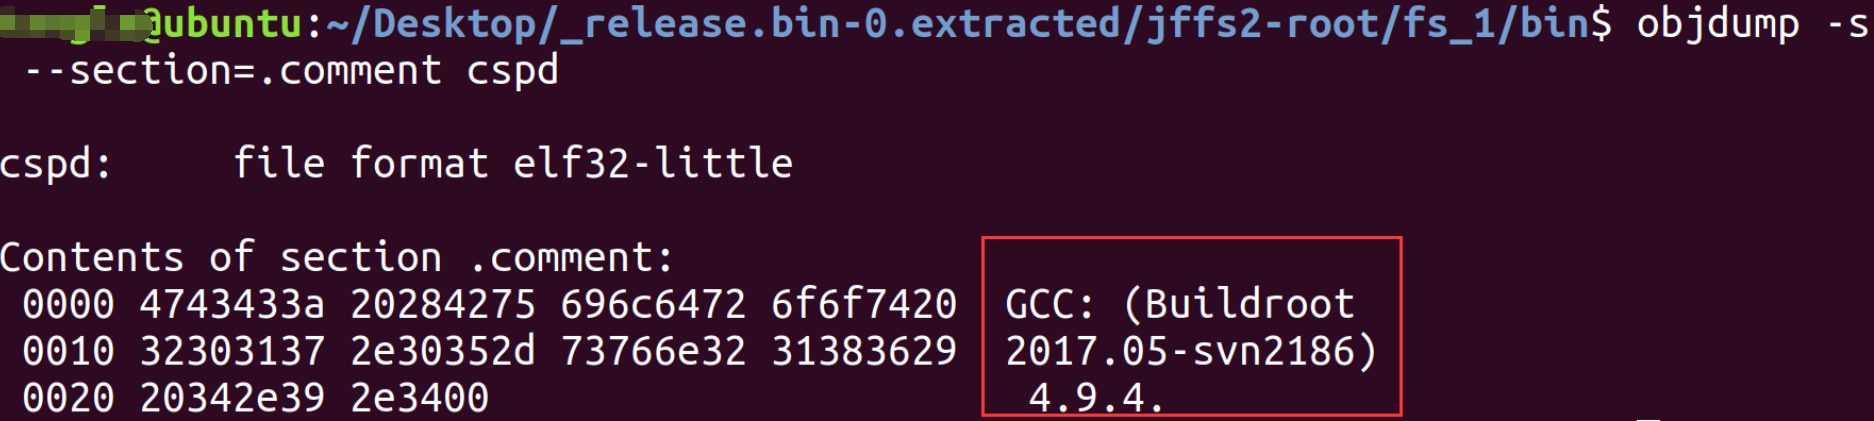 @ubuntu:~/Desktop/_release.bin-0.extracted/jffs2-root/fs_1/bin$ objdump -s
--section=.comment cspd
cspd:     file format elf32-little
Contents of section .comment:
0000 4743433a 20284275 696c6472 6f6f7420  GCC: (Buildroot
0010 32303137 2e30352d 73766e32 31383629  2017.05-svn2186)
0020 20342e39 2e3400                       4.9.4.